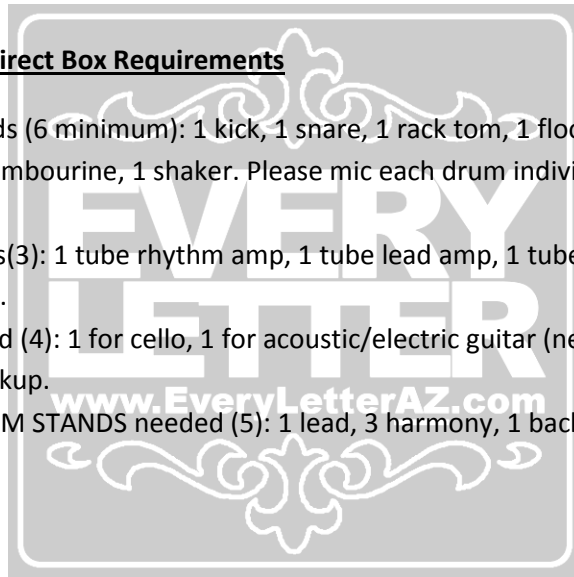 irect Box Requirements
ds (6 minimum): 1 kick, 1 snare, 1 rack tom, 1 floo
mbourine, 1 shaker. Please mic each drum indivi
s(3): 1 tube rhythm amp, 1 tube lead amp, 1 tube
.
d (4): 1 for cello, 1 for acoustic/electric guitar (ne
kup.
M STANDS needed (5): 1 lead, 3 harmony, 1 back
EVERY
LETTER
www.EveryLetterAZ.com